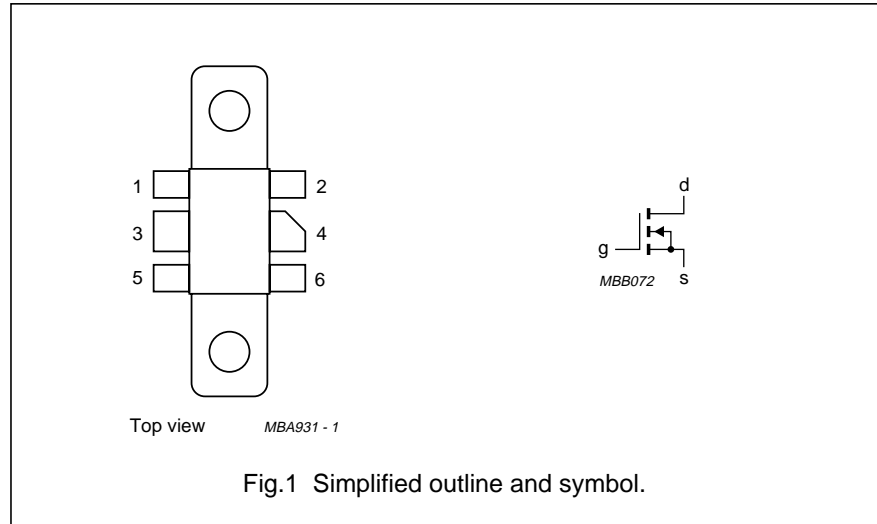 1
2
3
4
5
6
Top view
MBA931 - 1
d
g
MBB072
s
Fig.1 Simplified outline and symbol.